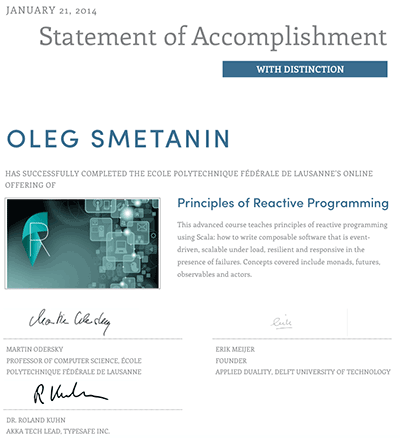 JANUARY 21, 2014
Statement of Accomplishment
WITH DISTINCTION
OLEG SMETANIN
HAS SUCCESSFULLY COMPLETED THE ECOLE POLYTECHNIQUE FÉDÉRALE DE LAUSANNE'S ONLINE
OFFERING OF
R
Principles of Reactive Programming
This advanced course teaches principles of reactive programming
using Scala: how to write composable software that is event-
driven, scalable under load, resilient and responsive in the
presence of failures. Concepts covered include monads, futures,
observables and actors.
Martin Odersky
Erik
MARTIN ODERSKY
PROFESSOR OF COMPUTER SCIENCE, ÉCOLE
POLYTECHNIQUE FÉDÉRALE DE LAUSANNE
ERIK MEIJER
FOUNDER
APPLIED DUALITY, DELFT UNIVERSITY OF TECHNOLOGY
R Kuhn
DR. ROLAND KUHN
AKKA TECH LEAD, TYPESAFE INC.